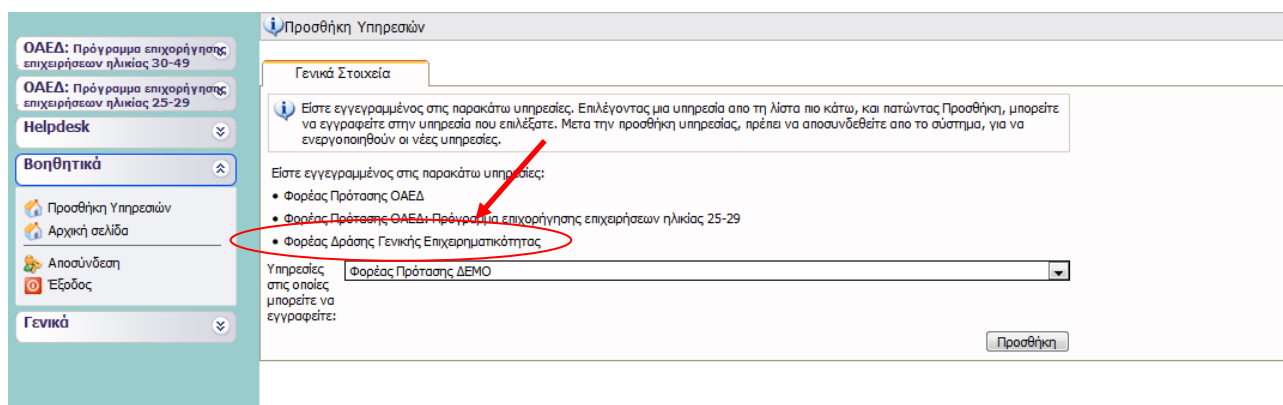 Προσθήκη Υπηρεσιών
ΟΑΕΔ: Πρόγραμμα επιχορήγησης
επιχειρήσεων ηλικίας 30-49
ΟΑΕΔ: Πρόγραμμα επιχορήγησης
επιχειρήσεων ηλικίας 25-29
Helpdesk
Βοηθητικά
Προσθήκη Υπηρεσιών
Αρχική σελίδα
Αποσύνδεση
Έξοδος
Γενικά
Γενικά Στοιχεία
Είστε εγγεγραμμένος στις παρακάτω υπηρεσίες. Επιλέγοντας μια υπηρεσία απο τη λίστα πιο κάτω, και πατώντας Προσθήκη, μπορείτε
να εγγραφείτε στην υπηρεσία που επιλέξατε. Μετα την προσθήκη υπηρεσίας, πρέπει να αποσυνδεθείτε απο το σύστημα, για να
ενεργοποιηθούν οι νέες υπηρεσίες.
Είστε εγγεγραμμένος στις παρακάτω υπηρεσίες:
• Φορέας Πρότασης ΟΑΕΔ
• Φορέας Πρότασης ΟΑΕΔ: Πρόγραμμα επιχορήγησης επιχειρήσεων ηλικίας 25-29
• Φορέας Δράσης Γενικής Επιχειρηματικότητας
Υπηρεσίες
στις οποίες
μπορείτε να
εγγραφείτε:
Φορέας Πρότασης ΔΕΜΟ
Προσθήκη